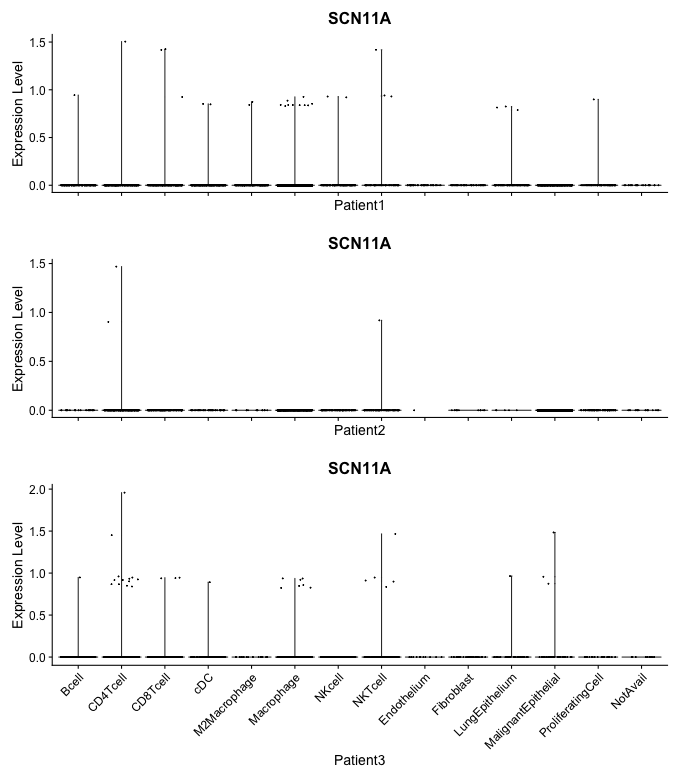 SCN11A
1.5
1.0
0.5
0.0
Expression Level
Patient1
SCN11A
1.5
1.0
0.5
0.0
Expression Level
Patient2
SCN11A
2.0
1.5
1.0
0.5
0.0
Expression Level
Bcell
CD4Tcell
CD8Tcell
cDC
M2Macrophage
Macrophage
NKcell
NKTcell
Endothelium
Fibroblast
LungEpithelium
MalignantEpithelial
ProliferatingCell
NotAvail
Patient3